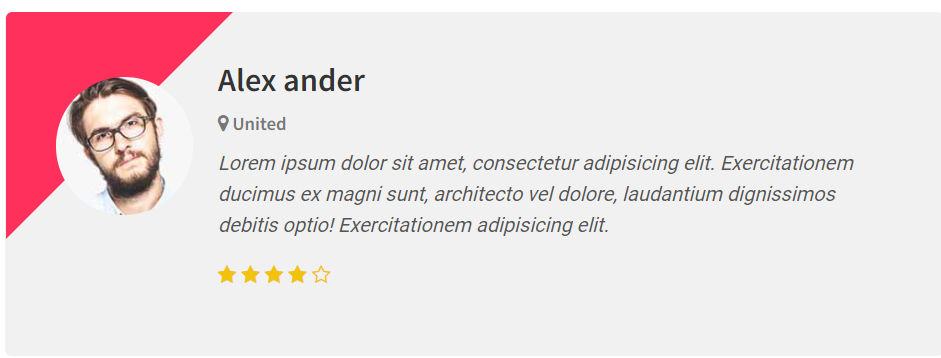 Alex ander
United
Lorem ipsum dolor sit amet, consectetur adipisicing elit. Exercitationem
ducimus ex magni sunt, architecto vel dolore, laudantium dignissimos
debitis optio! Exercitationem adipisicing elit.